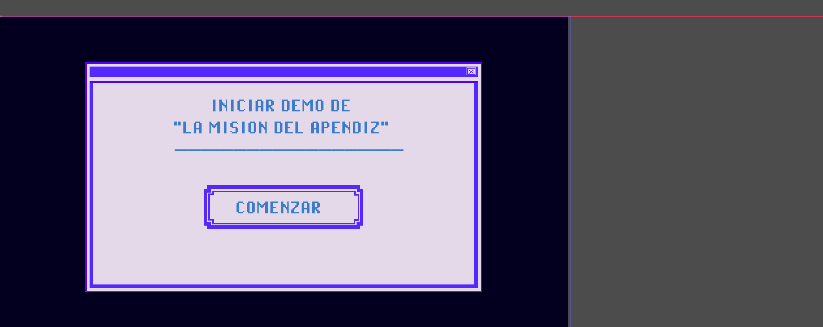 INICIAR DEMO DE
"LA MISION DEL APENDIZ"
COMENZAR